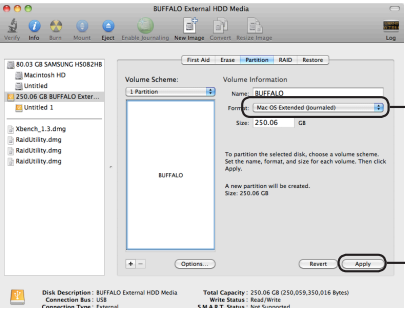 BUFFALO External HDD Media
Verify Info Burn Mount Eject Enable Journaling New Image Convert Resize Image Log
80.03 GB SAMSUNG HS082HB
Macintosh HD
Untitled
250.06 GB BUFFALO Exter...
Untitled 1
Xbench_1.3.dmg
RaidUtility.dmg
RaidUtility.dmg
RaidUtility.dmg
First Aid Erase Partition RAID Restore
Volume Scheme:
1 Partition
BUFFALO
+ - Options...
Volume Information
Name: BUFFALO
Format: Mac OS Extended (Journaled)
Size: 250.06 GB
To partition the selected disk, choose a volume scheme.
Set the name, format, and size for each volume. Then click
Apply.
A new partition will be created.
Size: 250.06 GB
Revert Apply
Disk Description : BUFFALO External HDD Media
Connection Bus : USB
Connection Type : External
Total Capacity : 250.06 GB (250,059,350,016 Bytes)
Write Status : Read/Write
S.M.A.R.T. Status : Not Supported